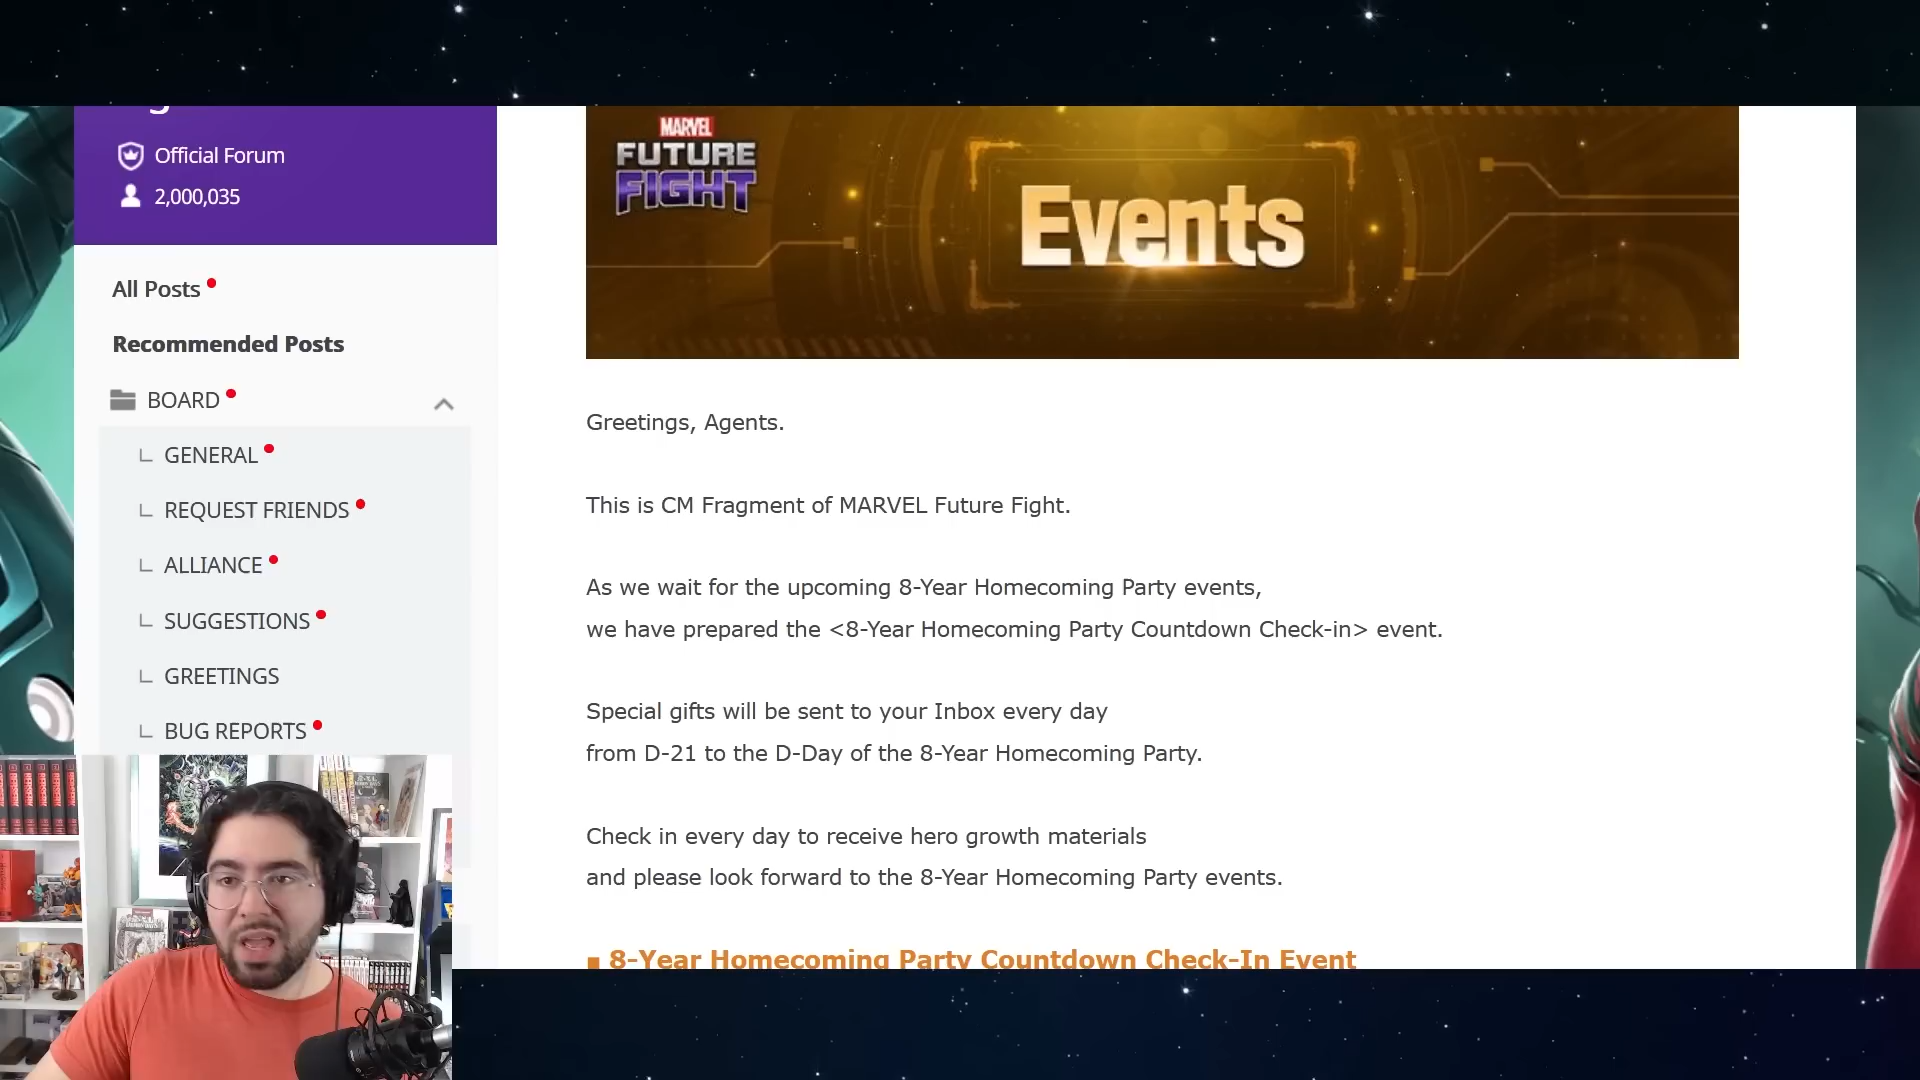 Official Forum
2,000,035
All Posts
Recommended Posts
BOARD
GENERAL
REQUEST FRIENDS
ALLIANCE
SUGGESTIONS
GREETINGS
BUG REPORTS
MARVEL
FUTURE
FIGHT
Events
Greetings, Agents.
This is CM Fragment of MARVEL Future Fight.
As we wait for the upcoming 8-Year Homecoming Party events,
we have prepared the <8-Year Homecoming Party Countdown Check-in> event.
Special gifts will be sent to your Inbox every day
from D-21 to the D-Day of the 8-Year Homecoming Party.
Check in every day to receive hero growth materials
and please look forward to the 8-Year Homecoming Party events.
■ 8-Year Homecoming Party Countdown Check-In Event